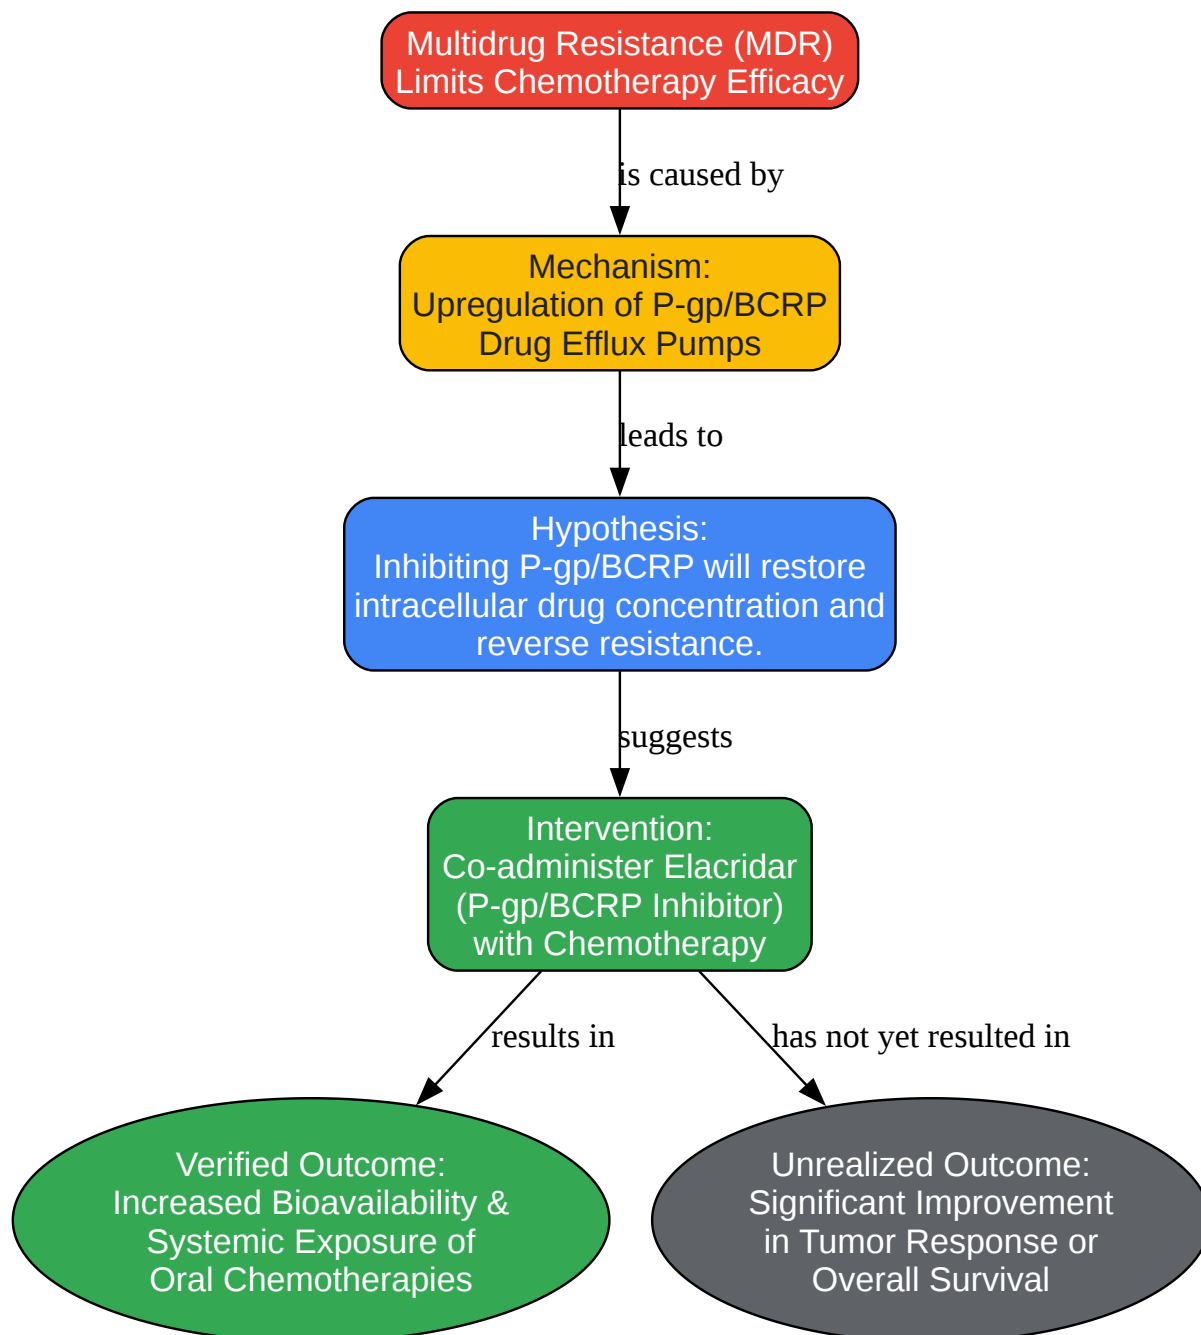 Multidrug Resistance (MDR)
Limits Chemotherapy Efficacy
is caused by
Mechanism:
Upregulation of P-gp/BCRP
Drug Efflux Pumps
leads to
Hypothesis:
Inhibiting P-gp/BCRP will restore
intracellular drug concentration and
reverse resistance.
suggests
Intervention:
Co-administer Elacridar
(P-gp/BCRP Inhibitor)
with Chemotherapy
results in
has not yet resulted in
Verified Outcome:
Increased Bioavailability &
Systemic Exposure of
Oral Chemotherapies
Unrealized Outcome:
Significant Improvement
in Tumor Response or
Overall Survival